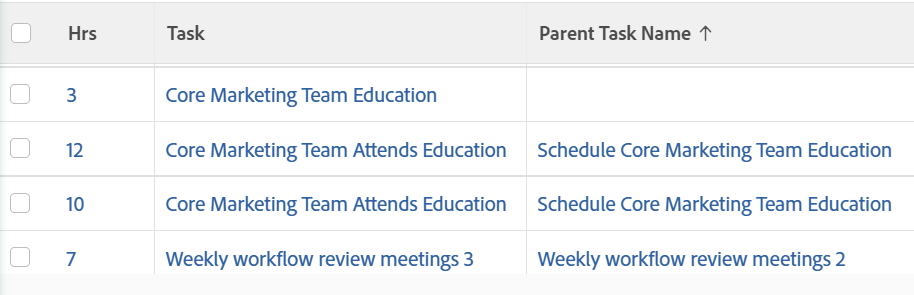 Hrs Task Parent Task Name ↑
3 Core Marketing Team Education
12 Core Marketing Team Attends Education Schedule Core Marketing Team Education
10 Core Marketing Team Attends Education Schedule Core Marketing Team Education
7 Weekly workflow review meetings 3 Weekly workflow review meetings 2